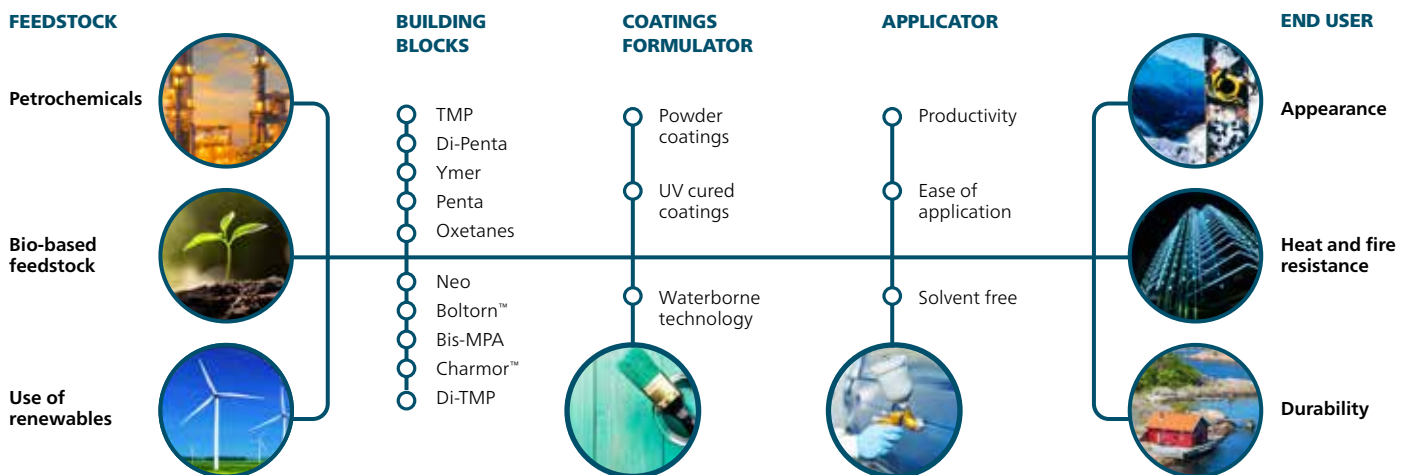 FEEDSTOCK
Petrochemicals
Bio-based
feedstock
Use of
renewables
BUILDING
BLOCKS
TMP
Di-Penta
Ymer
Penta
Oxetanes
Neo
Boltorn™
Bis-MPA
Charmor™
Di-TMP
COATINGS
FORMULATOR
Powder
coatings
UV cured
coatings
Waterborne
technology
APPLICATOR
Productivity
Ease of
application
Solvent free
END USER
Appearance
Heat and fire
resistance
Durability